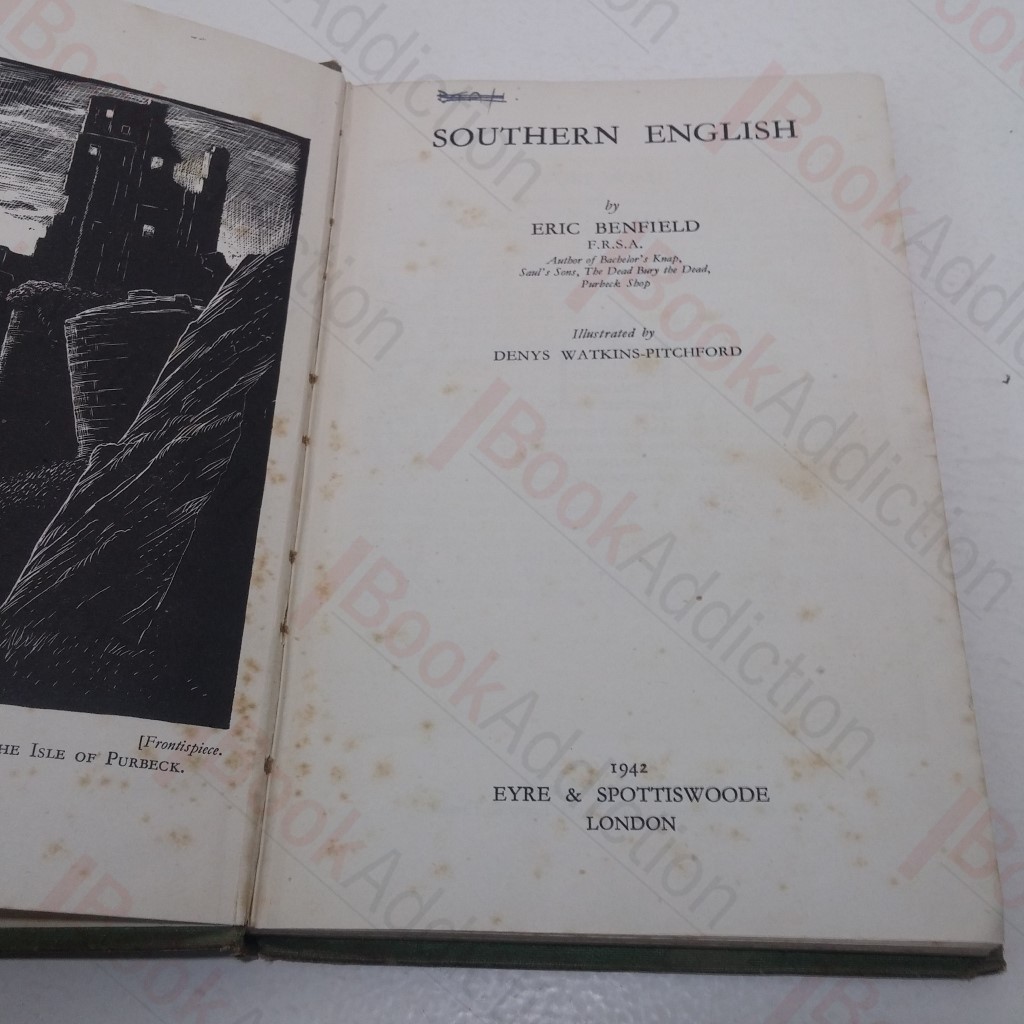 [Frontispiece.
HE ISLE OF PURBECK.
SOUTHERN ENGLISH
by
ERIC BENFIELD
F.R.S.A.
Author of Bachelor's Knap,
Saul's Sons, The Dead Bury the Dead,
Purbeck Shop
Illustrated by
DENYS WATKINS-PITCHFORD
1942
EYRE & SPOTTISWOODE
LONDON
BookAddiction